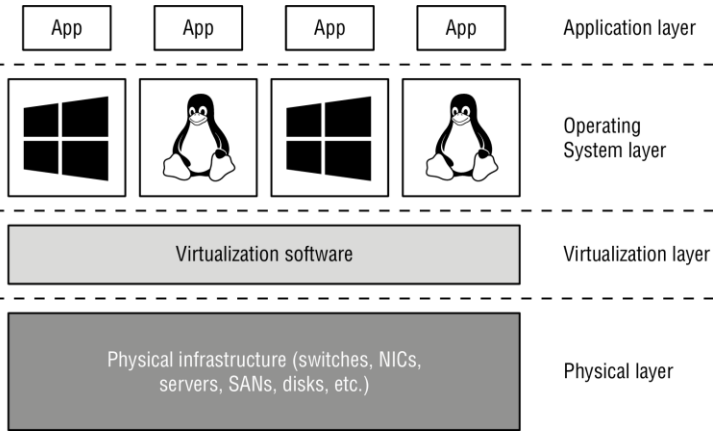 App App App App Application layer
Operating
System layer
Virtualization software Virtualization layer
Physical infrastructure (switches, NICs,
servers, SANs, disks, etc.)
Physical layer